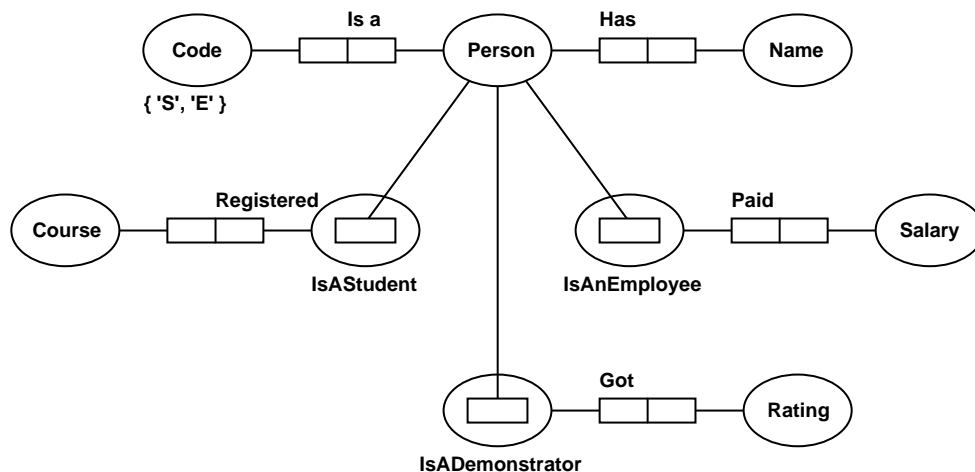 Is a
Has
Code
Person
Name
{ 'S', 'E' }
Registered
Paid
Course
Salary
IsAStudent
IsAnEmployee
Got
Rating
IsADemonstrator